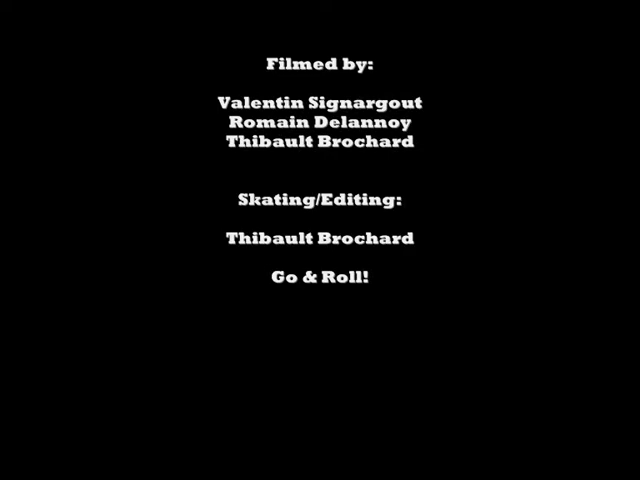 Filmed by:
Valentin Signargout
Romain Delannoy
Thibault Brochard
Skating/Editing:
Thibault Brochard
Go & Roll!